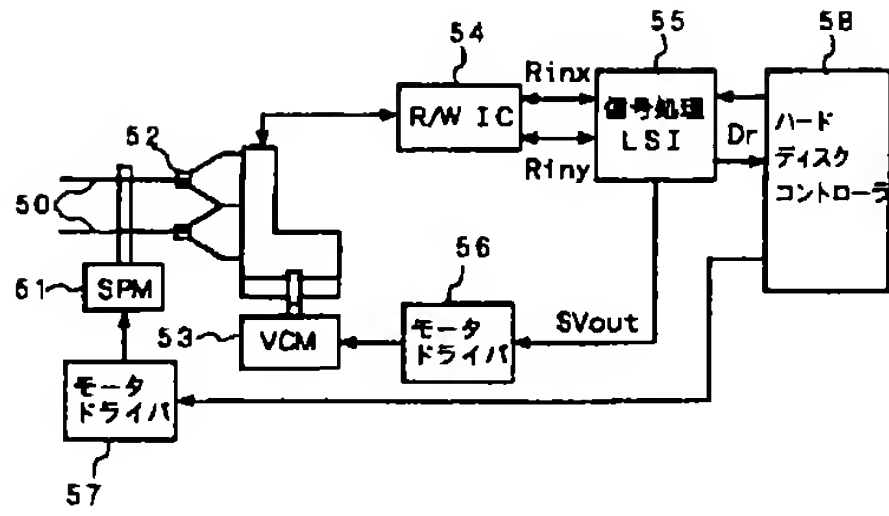 54
55
58
52
Rinx
R/W IC
信号処理
LSI
Dr
ハード
ディスク
コントローラ
Riny
50
51
SPM
56
53
VCM
モータ
ドライバ
SVout
モータ
ドライバ
57